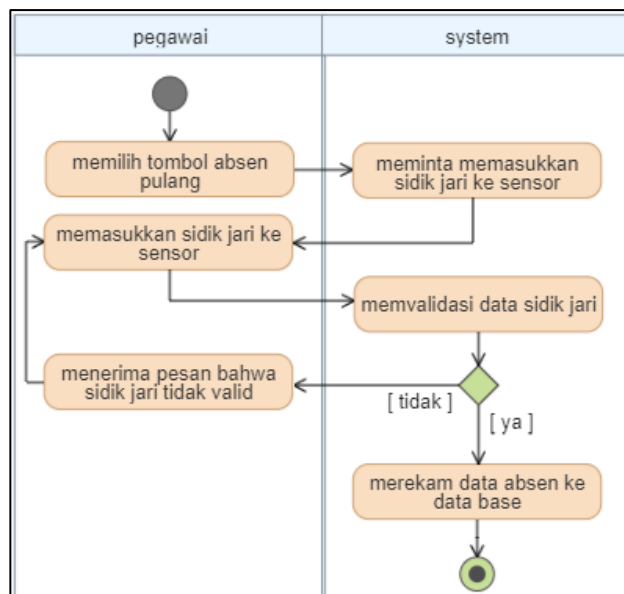 pegawai
system
memilih tombol absen
pulang
meminta memasukkan
sidik jari ke sensor
memasukkan sidik jari ke
sensor
memvalidasi data sidik jari
menerima pesan bahwa
sidik jari tidak valid
[ tidak ]
[ ya ]
merekam data absen ke
data base